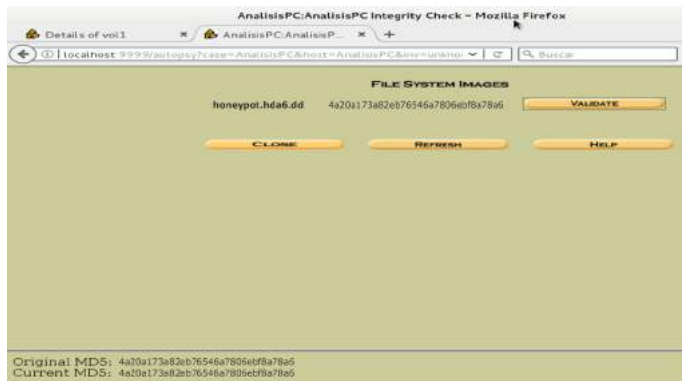 AnalisisPC:AnalisisPC Integrity Check - Mozilla Firefox
Details of vol1 × AnalisisPC:AnalisisP... × +
localhost:9999/autopsy?case=AnalisisPC&host=AnalisisPC&inv=unkno Buscar
FILE SYSTEM IMAGES
honeypot.hda6.dd 4a20a173a82eb76546a7806ebf8a78a6 VALIDATE
CLOSE REFRESH HELP
Original MD5: 4a20a173a82eb76546a7806ebf8a78a6
Current MD5: 4a20a173a82eb76546a7806ebf8a78a6